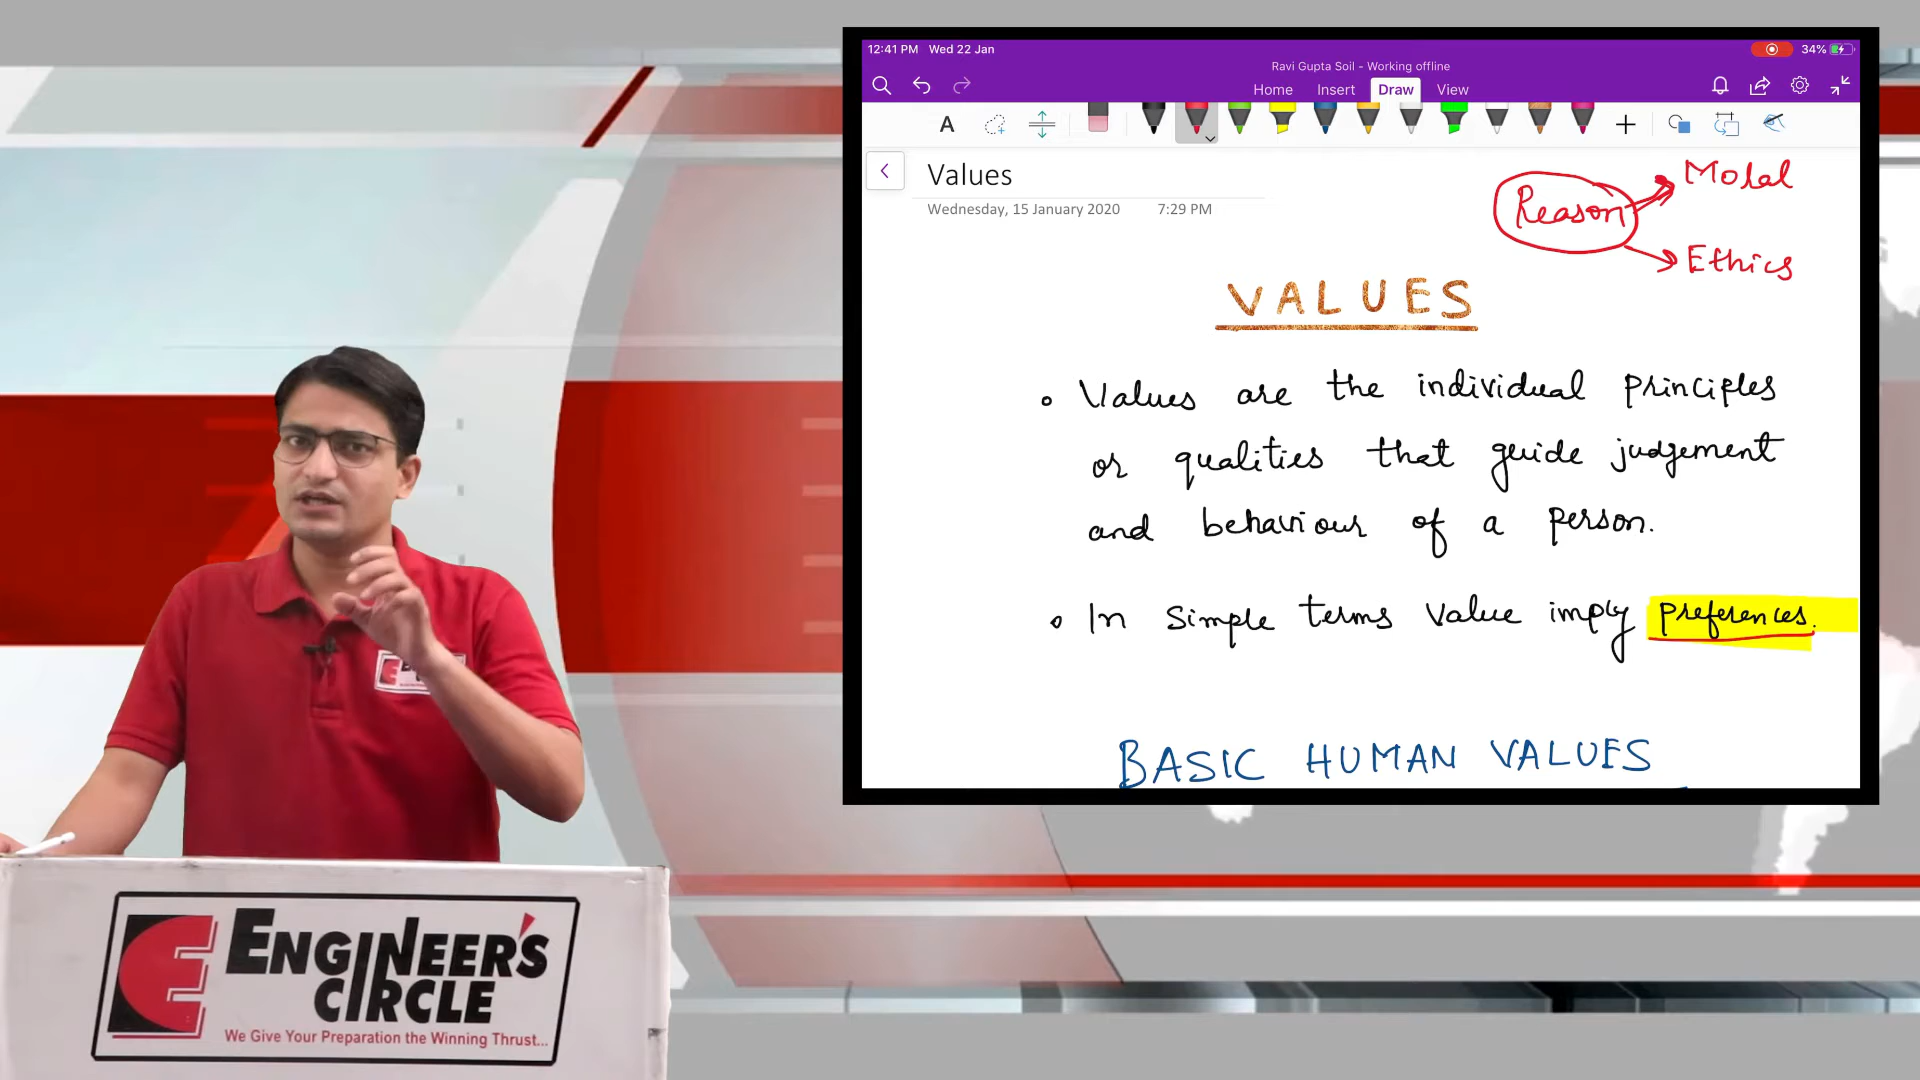 12:41 PM Wed 22 Jan
34%
Ravi Gupta Soil - Working offline
Home Insert Draw View
A
Values
Wednesday, 15 January 2020 7:29 PM
Reason
Moral
Ethics
VALUES
• Values are the individual principles
or qualities that guide judgement
and behaviour of a person.
• In Simple terms Value imply preferences.
BASIC HUMAN VALUES
ENGINEER'S
CIRCLE
We Give Your Preparation the Winning Thrust...